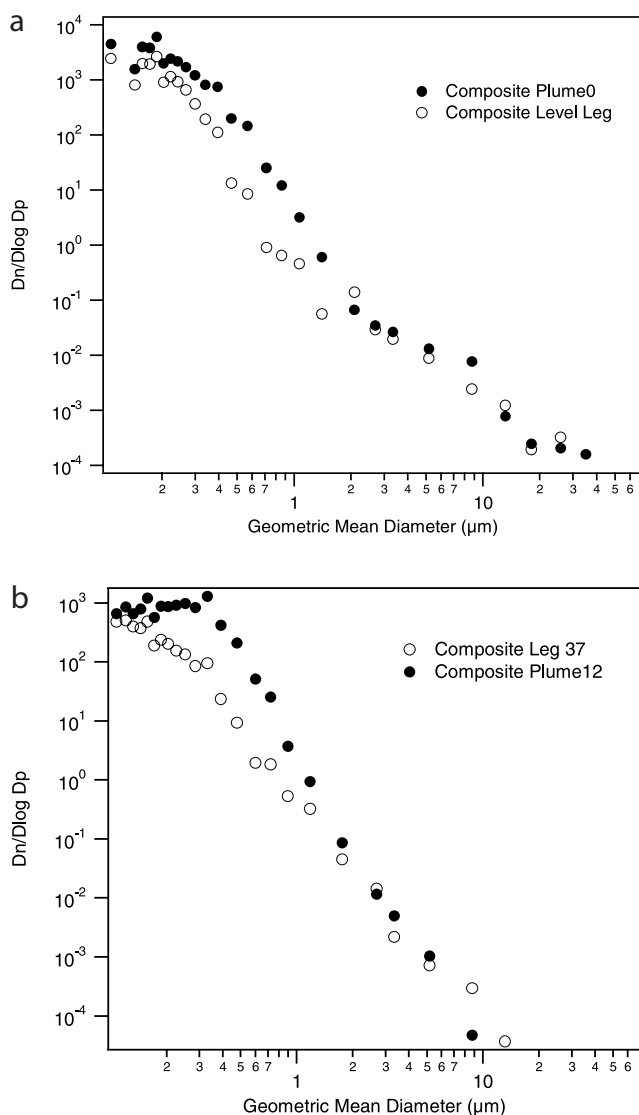 a
10^4
10^3
10^2
10^1
10^0
10^-1
10^-2
10^-3
10^-4
Dn/Dlog Dp
Composite Plume0
Composite Level Leg
2 3 4 5 6 7 2 3 4 5 6 7 2 3 4 5 6
1 10
Geometric Mean Diameter (µm)
b
10^3
10^2
10^1
10^0
10^-1
10^-2
10^-3
10^-4
Dn/Dlog Dp
Composite Leg 37
Composite Plume12
2 3 4 5 6 7 2 3 4 5 6 7 2 3 4 5 6
1 10
Geometric Mean Diameter (µm)